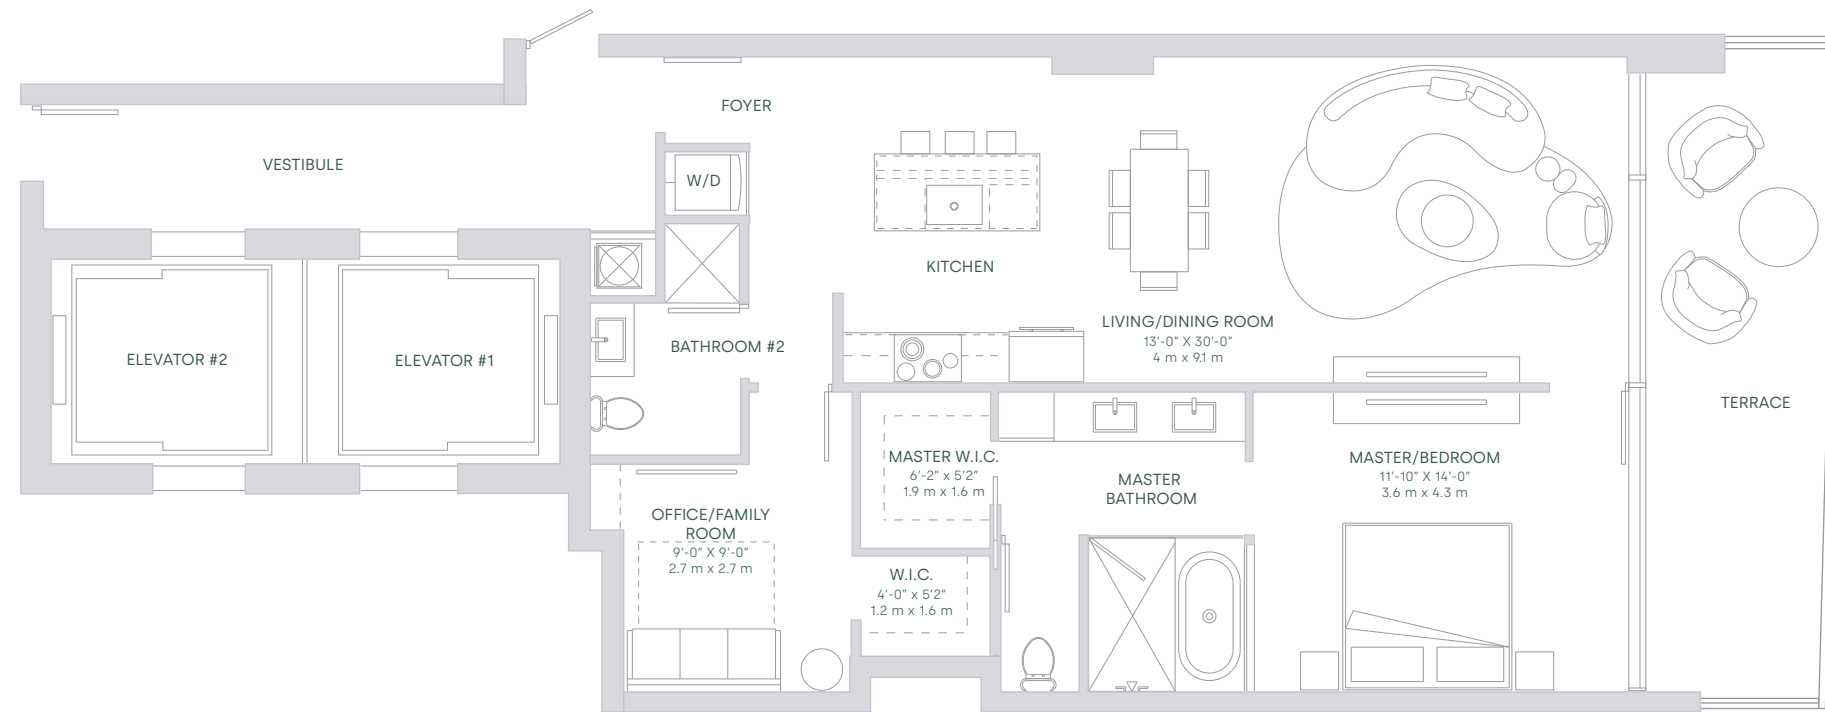 FOYER
VESTIBULE
W/D
KITCHEN
LIVING/DINING ROOM
13'-0" X 30'-0"
4 m x 9.1 m
BATHROOM #2
ELEVATOR #2
ELEVATOR #1
TERRACE
MASTER W.I.C.
6'-2" x 5'2"
1.9 m x 1.6 m
MASTER
BATHROOM
MASTER/BEDROOM
11'-10" X 14'-0"
3.6 m x 4.3 m
OFFICE/FAMILY
ROOM
9'-0" X 9'-0"
2.7 m x 2.7 m
W.I.C.
4'-0" x 5'2"
1.2 m x 1.6 m